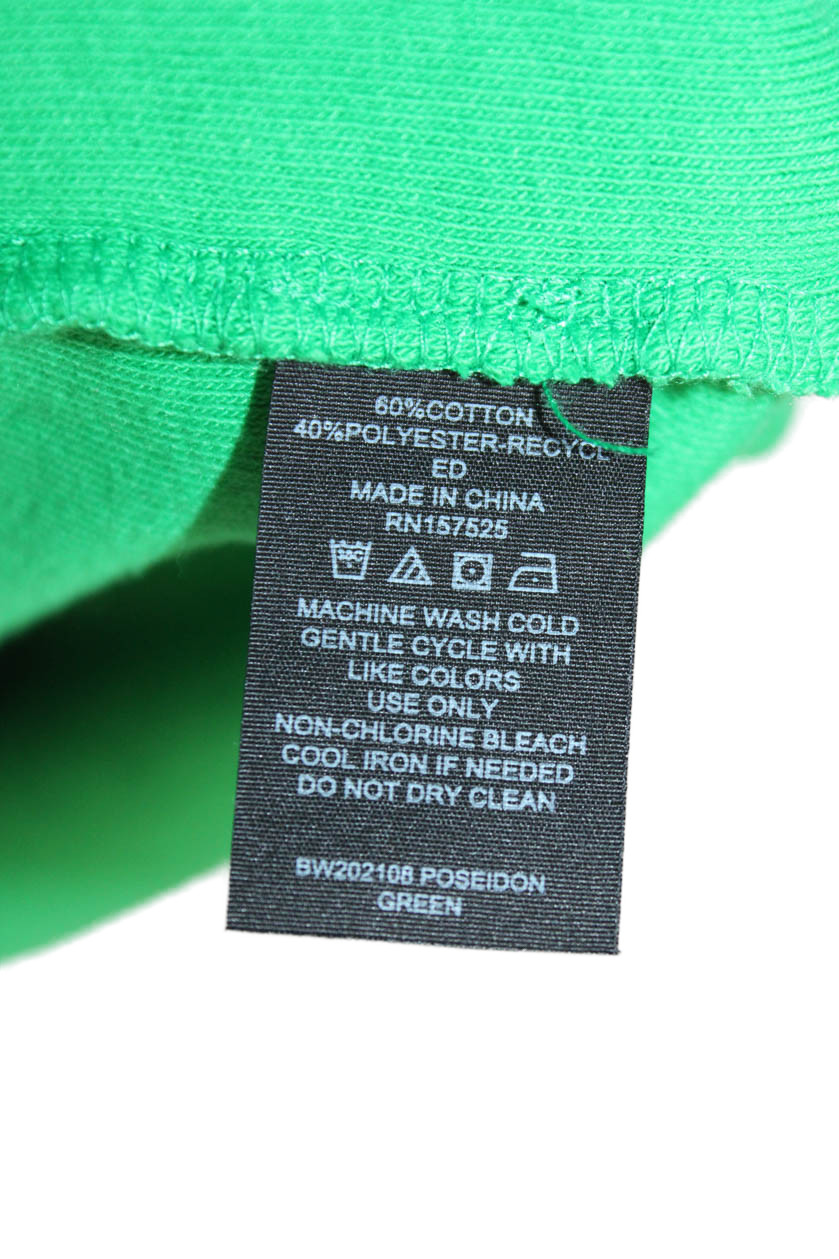 60%COTTON
40%POLYESTER-RECYCL
ED
MADE IN CHINA
RN157525
30C
MACHINE WASH COLD
GENTLE CYCLE WITH
LIKE COLORS
USE ONLY
NON-CHLORINE BLEACH
COOL IRON IF NEEDED
DO NOT DRY CLEAN
BW202108 POSEIDON
GREEN